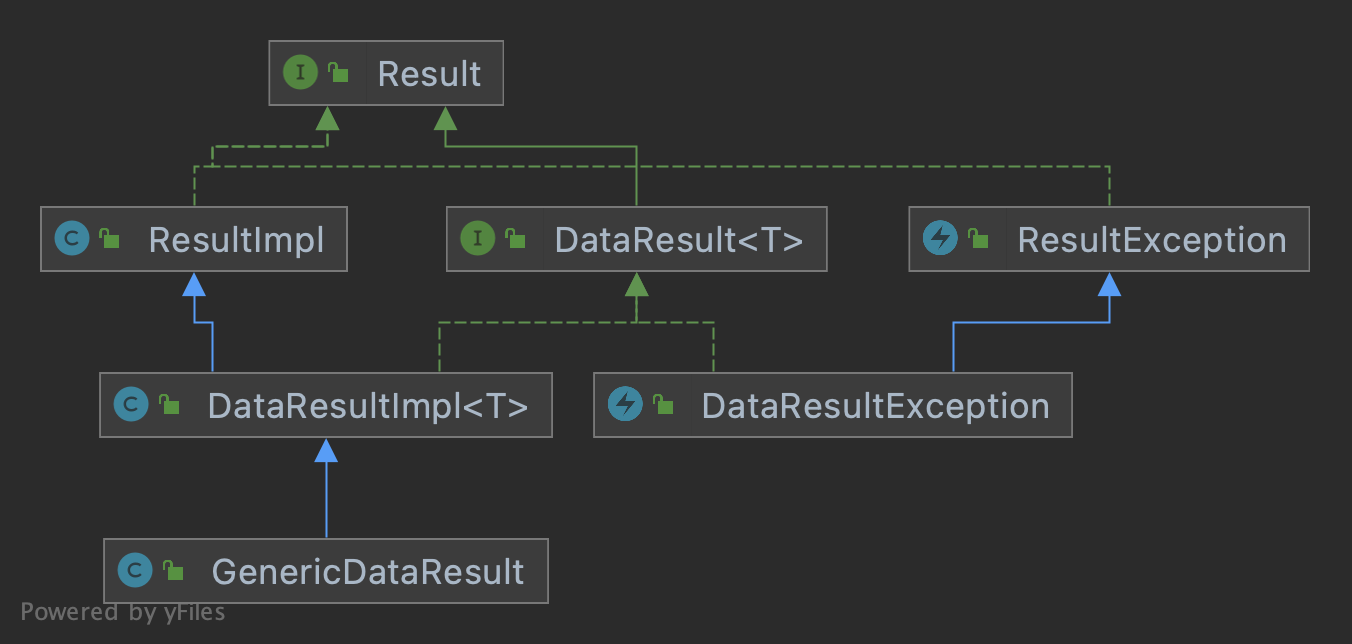 I Result
C ResultImpl
I DataResult<T>
ResultException
C DataResultImpl<T>
DataResultException
C GenericDataResult
Powered by yFiles